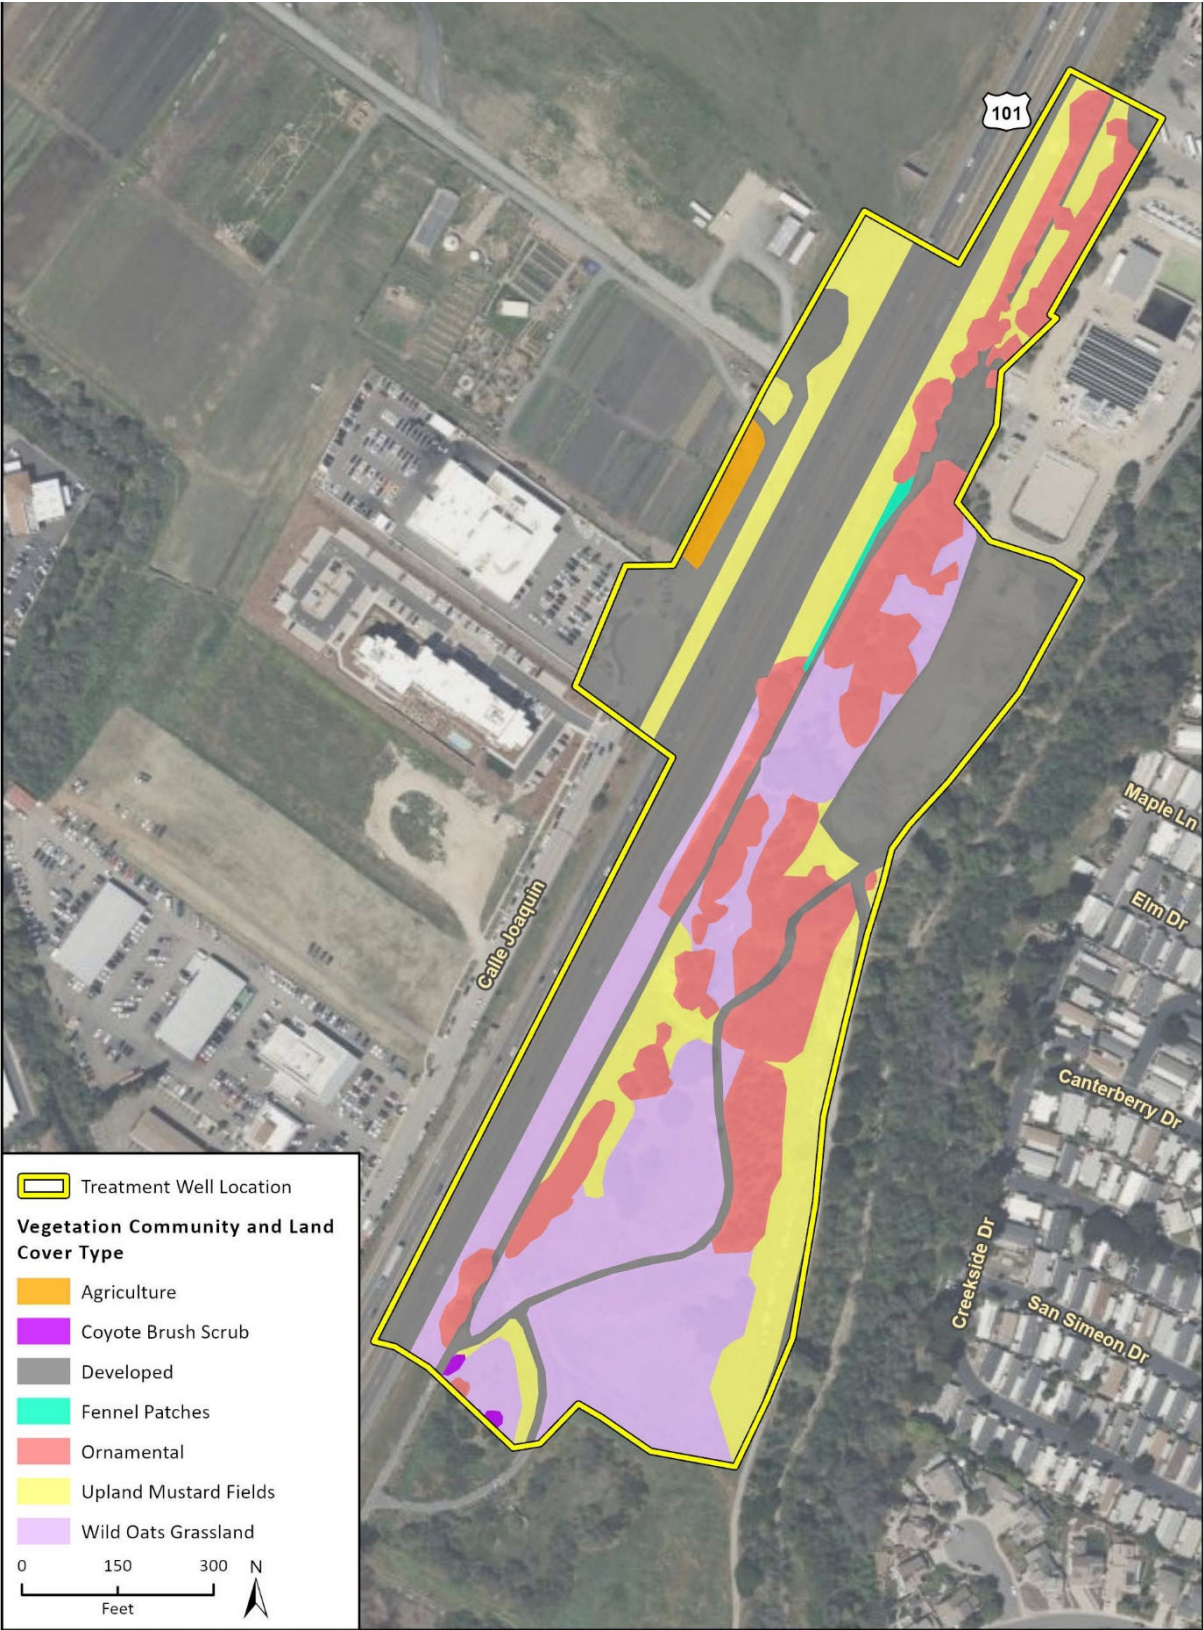 101
Maple Ln
Elm Dr
Calle Joaquin
Canterberry Dr
Creekside Dr
San Simeon Dr
Treatment Well Location
Vegetation Community and Land
Cover Type
Agriculture
Coyote Brush Scrub
Developed
Fennel Patches
Ornamental
Upland Mustard Fields
Wild Oats Grassland
0 150 300 N
Feet